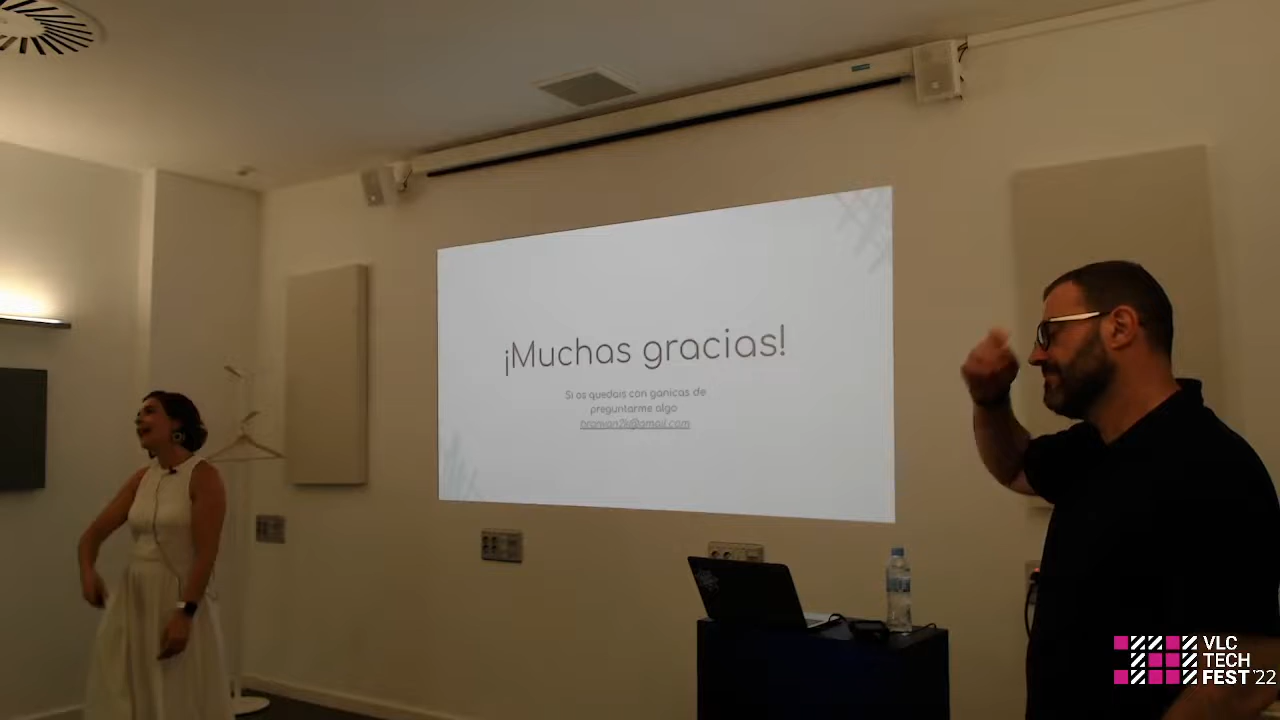 ¡Muchas gracias!
Si os quedais con ganicas de
preguntarme algo
VLC
TECH
FEST'22